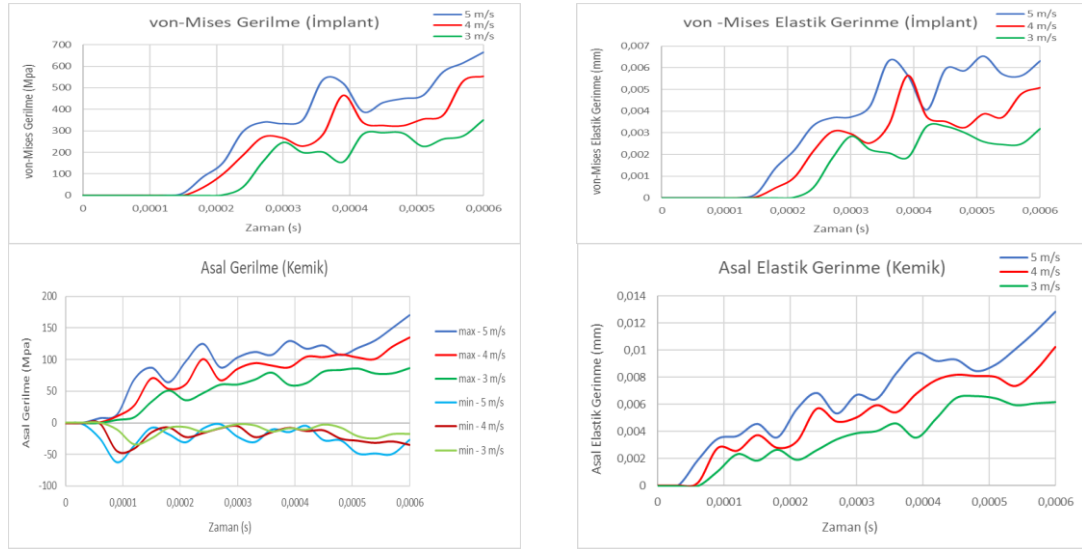 von-Mises Gerilme (İmplant)
5 m/s
4 m/s
3 m/s
von-Mises Gerilme (Mpa)
700
600
500
400
300
200
100
0
0
0,0001
0,0002
0,0003
0,0004
0,0005
0,0006
Zaman (s)
von -Mises Elastik Gerinme (İmplant)
5 m/s
4 m/s
3 m/s
von-Mises Elastik Gerinme (mm)
0,007
0,006
0,005
0,004
0,003
0,002
0,001
0
0
0,0001
0,0002
0,0003
0,0004
0,0005
0,0006
Zaman (s)
Asal Gerilme (Kemik)
Asal Gerilme (Mpa)
200
150
100
50
0
-50
-100
0
0,0001
0,0002
0,0003
0,0004
0,0005
0,0006
Zaman (s)
max - 5 m/s
max - 4 m/s
max - 3 m/s
min - 5 m/s
min - 4 m/s
min - 3 m/s
Asal Elastik Gerinme (Kemik)
5 m/s
4 m/s
3 m/s
Asal Elastik Gerinme (mm)
0,014
0,012
0,01
0,008
0,006
0,004
0,002
0
0
0,0001
0,0002
0,0003
0,0004
0,0005
0,0006
Zaman (s)